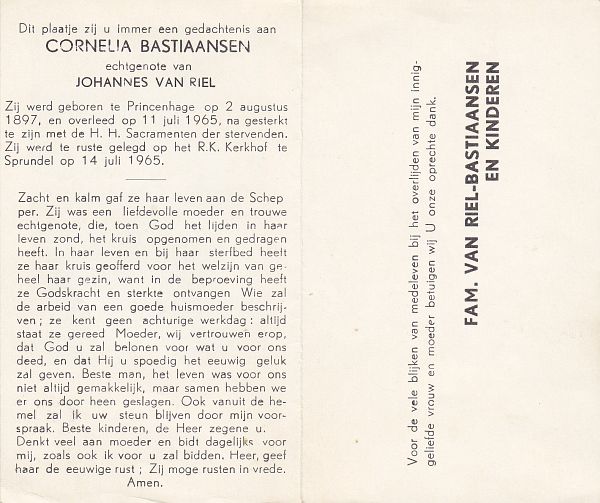 Dit plaatje zij u immer een gedachtenis aan
CORNELIA BASTIAANSEN
echtgenote van
JOHANNES VAN RIEL
Zij werd geboren te Princenhage op 2 augustus
1897, en overleed op 11 juli 1965, na gesterkt
te zijn met de H. H. Sacramenten der stervenden.
Zij werd te ruste gelegd op het R.K. Kerkhof te
Sprundel op 14 juli 1965.
Zacht en kalm gaf ze haar leven aan de Schep
per. Zij was een liefdevolle moeder en trouwe
echtgenote, die, toen God het lijden in haar
leven zond, het kruis opgenomen en gedragen
heeft. In haar leven en bij haar sterfbed heeft
ze haar kruis geofferd voor het welzijn van ge
heel haar gezin, want in de beproeving heeft
ze Godskracht en sterkte ontvangen Wie zal
de arbeid van een goede huismoeder beschrij
ven ; ze kent geen achturige werkdag : altijd
staat ze gereed Moeder, wij vertrouwen erop,
dat God u zal belonen voor wat u voor ons
deed, en dat Hij u spoedig het eeuwig geluk
zal geven. Beste man, het leven was voor ons
niet altijd gemakkelijk, maar samen hebben we
er ons door heen geslagen. Ook vanuit de he-
mel zal ik uw steun blijven door mijn voor-
spraak. Beste kinderen, de Heer zegene u.
Denkt veel aan moeder en bidt dagelijks voor
mij, zoals ook ik voor u zal bidden. Heer, geef
haar de eeuwige rust ; Zij moge rusten in vrede.
Amen.
Voor de vele blijken van medeleven bij het overlijden van mijn innig-
geliefde vrouw en moeder betuigen wij U onze oprechte dank.
FAM. VAN RIEL-BASTIAANSEN
EN KINDEREN